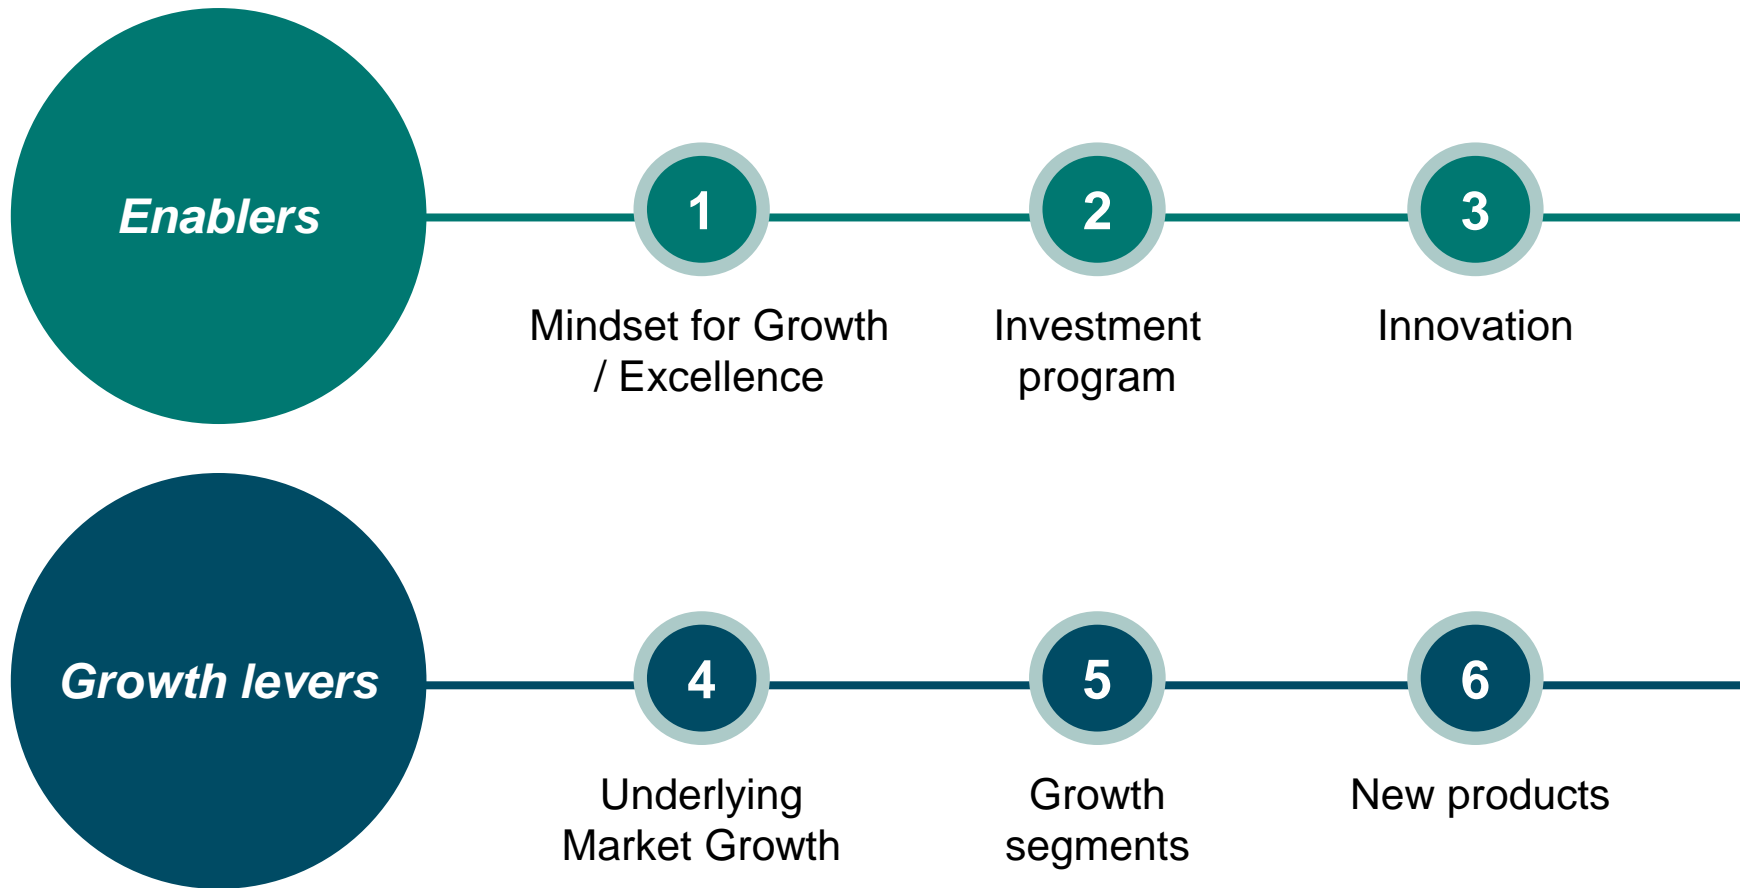 Enablers
1
2
3
Mindset for Growth
/ Excellence
Investment
program
Innovation
Growth levers
4
5
6
Underlying
Market Growth
Growth
segments
New products